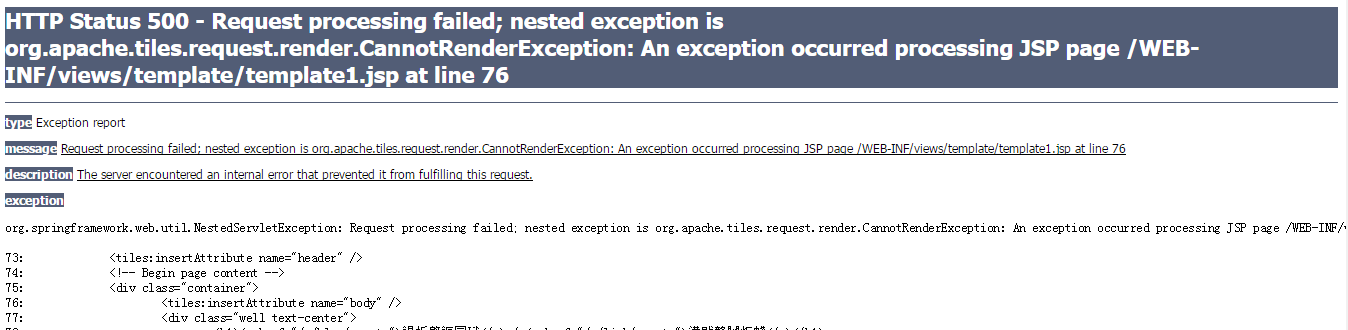 HTTP Status 500 - Request processing failed; nested exception is
org.apache.tiles.request.render.CannotRenderException: An exception occurred processing JSP page /WEB-
INF/views/template/template1.jsp at line 76
type Exception report
message Request processing failed; nested exception is org.apache.tiles.request.render.CannotRenderException: An exception occurred processing JSP page /WEB-INF/views/template/template1.jsp at line 76
description The server encountered an internal error that prevented it from fulfilling this request.
exception
org.springframework.web.util.NestedServletException: Request processing failed; nested exception is org.apache.tiles.request.render.CannotRenderException: An exception occurred processing JSP page /WEB-INF/
73: <tiles:insertAttribute name="header" />
74: <!-- Begin page content -->
75: <div class="container">
76: <tiles:insertAttribute name="body" />
77: <div class="well text-center">